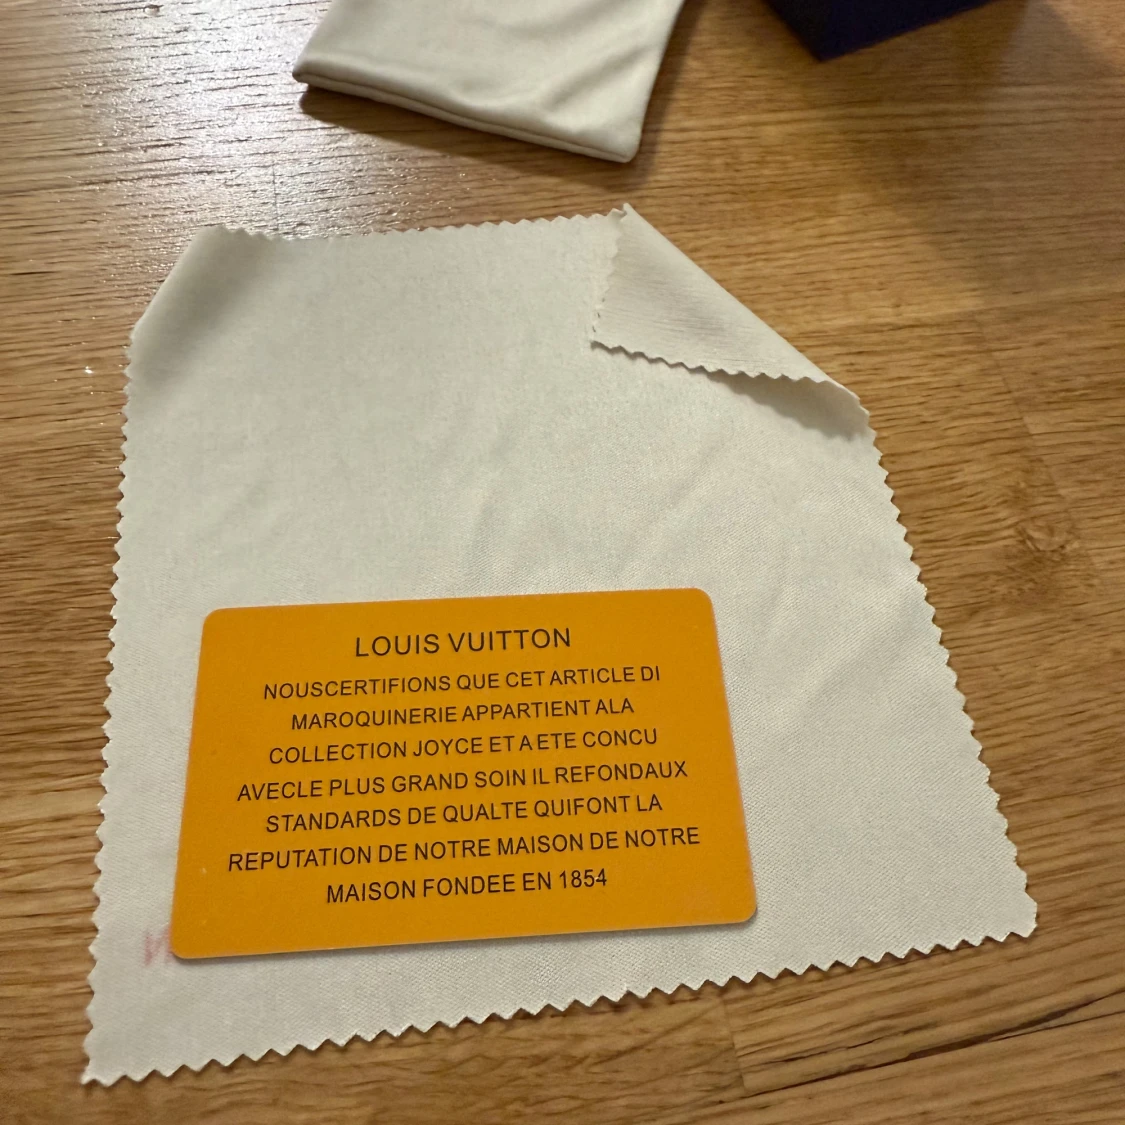 LOUIS VUITTON
NOUSCERTIFIONS QUE CET ARTICLE DI
MAROQUINERIE APPARTIENT ALA
COLLECTION JOYCE ET A ETE CONCU
AVECLE PLUS GRAND SOIN IL REFONDAUX
STANDARDS DE QUALTE QUIFONT LA
REPUTATION DE NOTRE MAISON DE NOTRE
MAISON FONDEE EN 1854